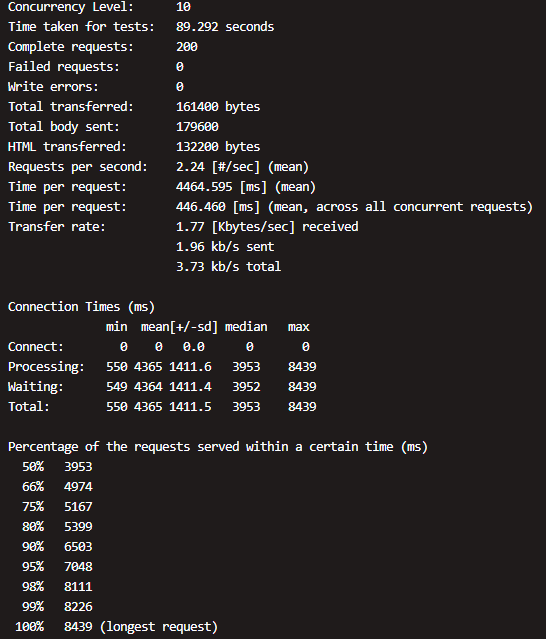 Concurrency Level:      10
Time taken for tests:   89.292 seconds
Complete requests:      200
Failed requests:        0
Write errors:           0
Total transferred:      161400 bytes
Total body sent:        179600
HTML transferred:       132200 bytes
Requests per second:    2.24 [#/sec] (mean)
Time per request:       4464.595 [ms] (mean)
Time per request:       446.460 [ms] (mean, across all concurrent requests)
Transfer rate:          1.77 [Kbytes/sec] received
                        1.96 kb/s sent
                        3.73 kb/s total

Connection Times (ms)
              min  mean[+/-sd] median   max
Connect:        0    0   0.0      0       0
Processing:   550 4365 1411.6   3953    8439
Waiting:      549 4364 1411.4   3952    8439
Total:        550 4365 1411.5   3953    8439

Percentage of the requests served within a certain time (ms)
  50%   3953
  66%   4974
  75%   5167
  80%   5399
  90%   6503
  95%   7048
  98%   8111
  99%   8226
 100%   8439 (longest request)